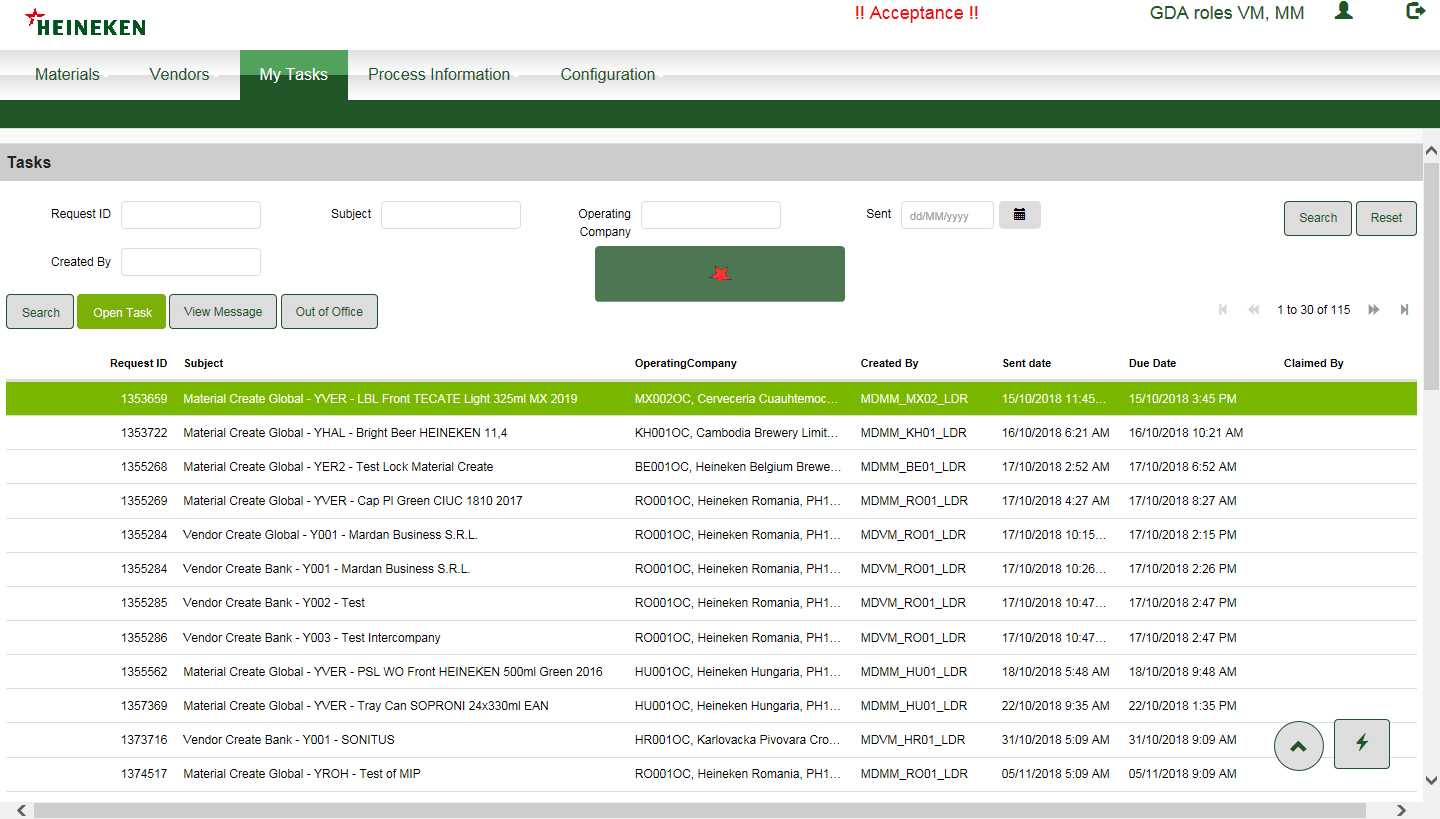 HEINEKEN
!! Acceptance !!
GDA roles VM, MM
Materials Vendors My Tasks Process Information Configuration
Tasks
Request ID Subject Operating Company Sent dd/MM/yyyy Search Reset
Created By
Search Open Task View Message Out of Office 1 to 30 of 115
Request ID Subject OperatingCompany Created By Sent date Due Date Claimed By
1353659 Material Create Global - YVER - LBL Front TECATE Light 325ml MX 2019 MX002OC, Cerveceria Cuauhtemoc... MDMM_MX02_LDR 15/10/2018 11:45... 15/10/2018 3:45 PM
1353722 Material Create Global - YHAL - Bright Beer HEINEKEN 11,4 KH001OC, Cambodia Brewery Limit... MDMM_KH01_LDR 16/10/2018 6:21 AM 16/10/2018 10:21 AM
1355268 Material Create Global - YER2 - Test Lock Material Create BE001OC, Heineken Belgium Brewe... MDMM_BE01_LDR 17/10/2018 2:52 AM 17/10/2018 6:52 AM
1355269 Material Create Global - YVER - Cap Pl Green CIUC 1810 2017 RO001OC, Heineken Romania, PH1... MDMM_RO01_LDR 17/10/2018 4:27 AM 17/10/2018 8:27 AM
1355284 Vendor Create Global - Y001 - Mardan Business S.R.L. RO001OC, Heineken Romania, PH1... MDVM_RO01_LDR 17/10/2018 10:15... 17/10/2018 2:15 PM
1355284 Vendor Create Bank - Y001 - Mardan Business S.R.L. RO001OC, Heineken Romania, PH1... MDVM_RO01_LDR 17/10/2018 10:26... 17/10/2018 2:26 PM
1355285 Vendor Create Bank - Y002 - Test RO001OC, Heineken Romania, PH1... MDVM_RO01_LDR 17/10/2018 10:47... 17/10/2018 2:47 PM
1355286 Vendor Create Bank - Y003 - Test Intercompany RO001OC, Heineken Romania, PH1... MDVM_RO01_LDR 17/10/2018 10:47... 17/10/2018 2:47 PM
1355562 Material Create Global - YVER - PSL WO Front HEINEKEN 500ml Green 2016 HU001OC, Heineken Hungaria, PH1... MDMM_HU01_LDR 18/10/2018 5:48 AM 18/10/2018 9:48 AM
1357369 Material Create Global - YVER - Tray Can SOPRONI 24x330ml EAN HU001OC, Heineken Hungaria, PH1... MDMM_HU01_LDR 22/10/2018 9:35 AM 22/10/2018 1:35 PM
1373716 Vendor Create Bank - Y001 - SONITUS HR001OC, Karlovacka Pivovara Cro... MDVM_HR01_LDR 31/10/2018 5:09 AM 31/10/2018 9:09 AM
1374517 Material Create Global - YROH - Test of MIP RO001OC, Heineken Romania, PH1... MDMM_RO01_LDR 05/11/2018 5:09 AM 05/11/2018 9:09 AM